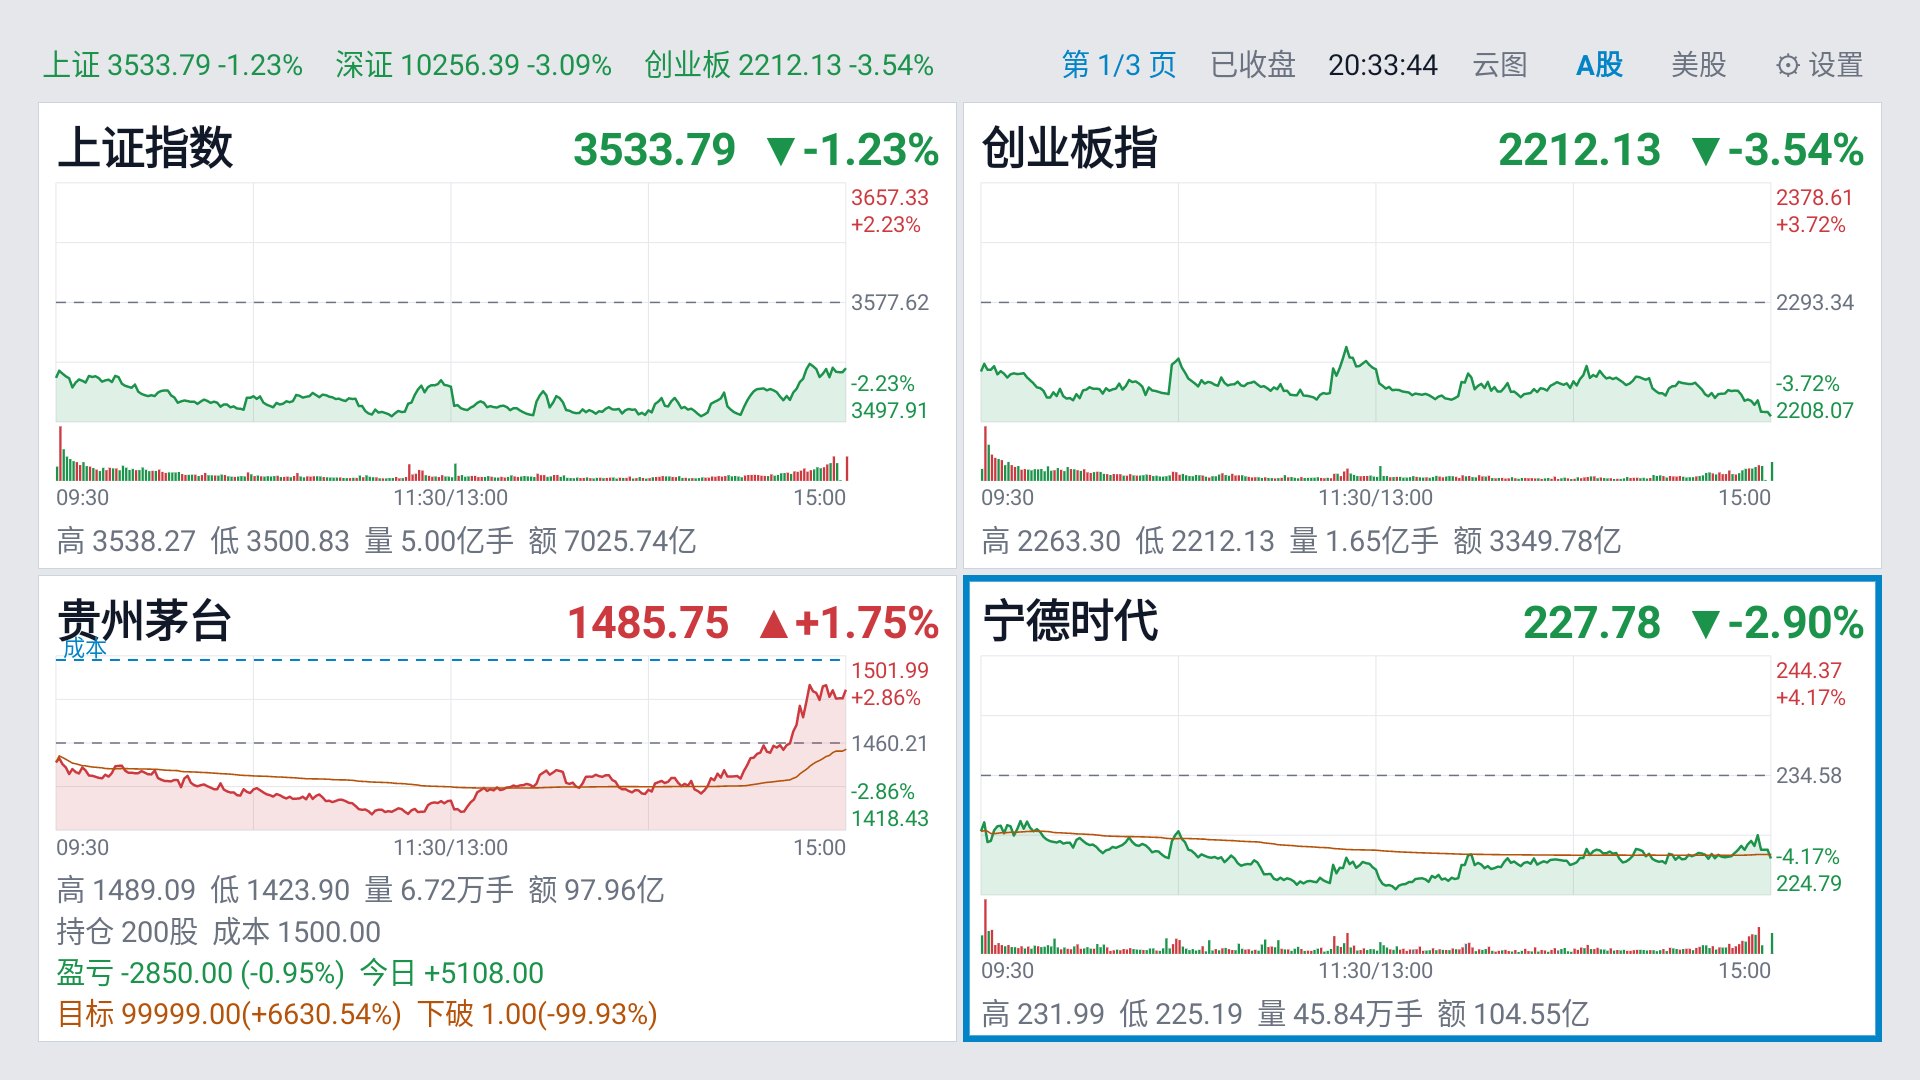 上证 3533.79 -1.23% 深证 10256.39 -3.09% 创业板 2212.13 -3.54% 第 1/3 页 已收盘 20:33:44 云图 A股 美股 设置
上证指数 3533.79 ▼-1.23%
3657.33
+2.23%
3577.62
-2.23%
3497.91
09:30 11:30/13:00 15:00
高 3538.27 低 3500.83 量 5.00亿手 额 7025.74亿
创业板指 2212.13 ▼-3.54%
2378.61
+3.72%
2293.34
-3.72%
2208.07
09:30 11:30/13:00 15:00
高 2263.30 低 2212.13 量 1.65亿手 额 3349.78亿
贵州茅台 1485.75 ▲+1.75%
成本
1501.99
+2.86%
1460.21
-2.86%
1418.43
09:30 11:30/13:00 15:00
高 1489.09 低 1423.90 量 6.72万手 额 97.96亿
持仓 200股 成本 1500.00
盈亏 -2850.00 (-0.95%) 今日 +5108.00
目标 99999.00(+6630.54%) 下破 1.00(-99.93%)
宁德时代 227.78 ▼-2.90%
244.37
+4.17%
234.58
-4.17%
224.79
09:30 11:30/13:00 15:00
高 231.99 低 225.19 量 45.84万手 额 104.55亿